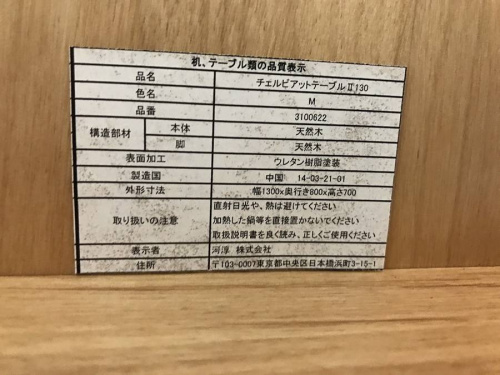 机、テーブル類の品質表示
品名 チェルビアットテーブルⅡ130
色名 M
品番 3100622
構造部材 本体 天然木
脚 天然木
表面加工 ウレタン樹脂塗装
製造国 中国 14-03-21-01
外形寸法 幅1300x奥行き800x高さ700
取り扱いの注意 直射日光や、熱は避けてください
加熱した鍋等を直接置かないでください
取扱説明書を良く読み、正しくご使用ください
表示者 河淳 株式会社
住所 〒103-0007東京都中央区日本橋浜町3-15-1